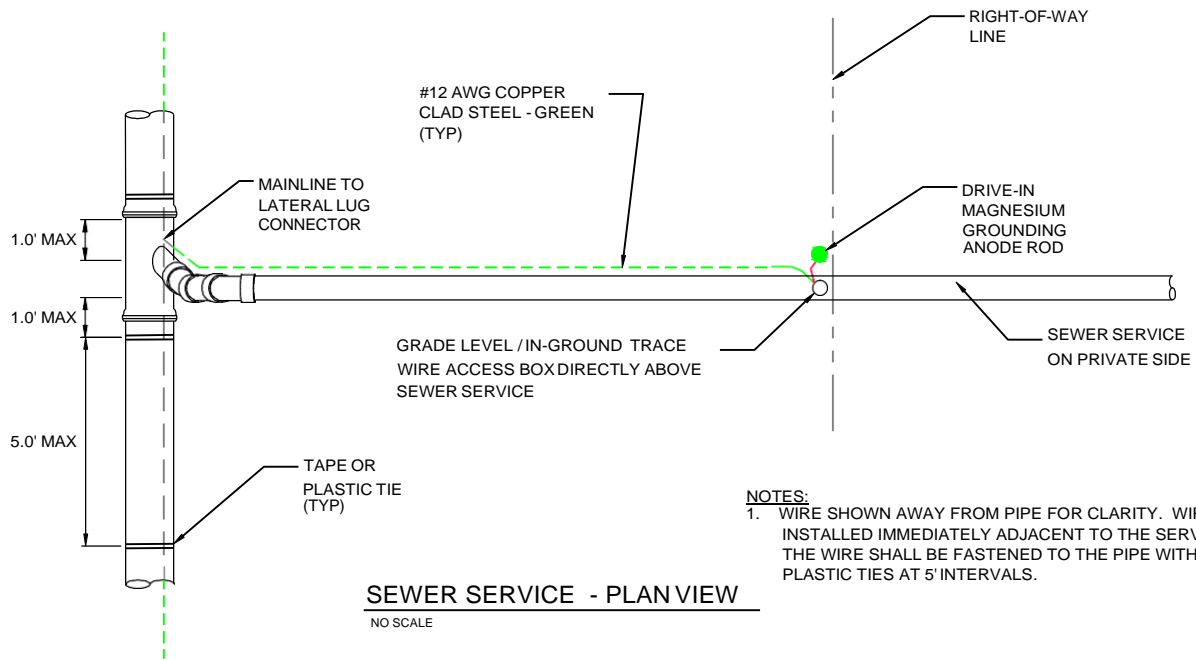 RIGHT-OF-WAY
LINE
#12 AWG COPPER
CLAD STEEL - GREEN
(TYP)
MAINLINE TO
LATERAL LUG
CONNECTOR
DRIVE-IN
MAGNESIUM
GROUNDING
ANODE ROD
1.0' MAX
1.0' MAX
GRADE LEVEL / IN-GROUND TRACE
WIRE ACCESS BOX DIRECTLY ABOVE
SEWER SERVICE
SEWER SERVICE
ON PRIVATE SIDE
5.0' MAX
TAPE OR
PLASTIC TIE
(TYP)
NOTES:
1. WIRE SHOWN AWAY FROM PIPE FOR CLARITY.
INSTALLED IMMEDIATELY ADJACENT TO THE
THE WIRE SHALL BE FASTENED TO THE PIPE WITH
PLASTIC TIES AT 5' INTERVALS.
SEWER SERVICE - PLAN VIEW
NO SCALE